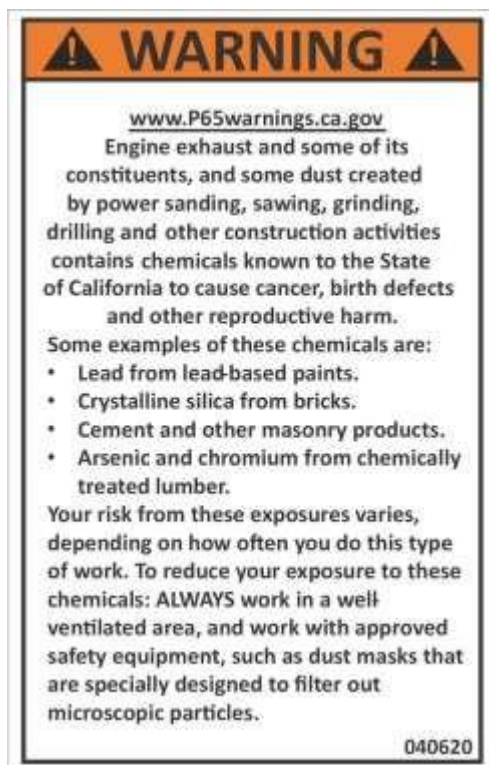 WARNING
www.P65warnings.ca.gov
Engine exhaust and some of its
constituents, and some dust created
by power sanding, sawing, grinding,
drilling and other construction activities
contains chemicals known to the State
of California to cause cancer, birth defects
and other reproductive harm.
Some examples of these chemicals are:
• Lead from lead-based paints.
• Crystalline silica from bricks.
• Cement and other masonry products.
• Arsenic and chromium from chemically
treated lumber.
Your risk from these exposures varies,
depending on how often you do this type
of work. To reduce your exposure to these
chemicals: ALWAYS work in a well-
ventilated area, and work with approved
safety equipment, such as dust masks that
are specially designed to filter out
microscopic particles.
040620